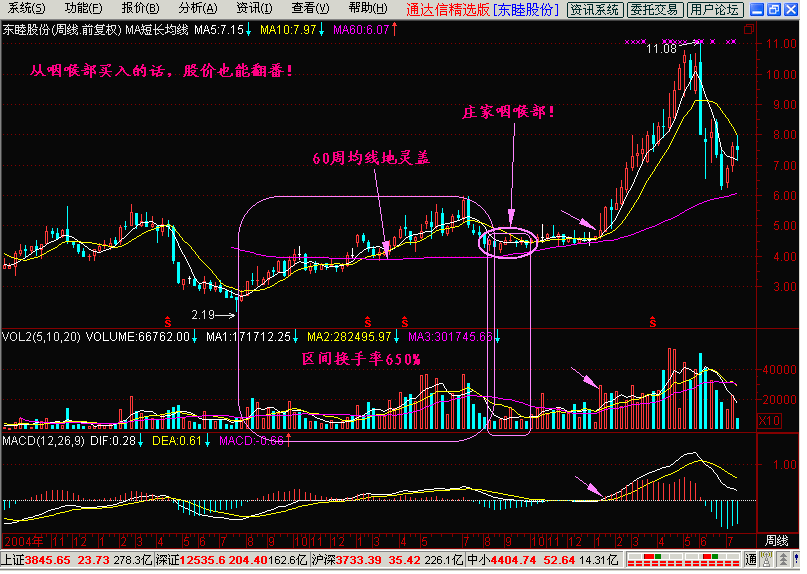 系统(S) 功能(F) 报价(B) 分析(A) 资讯(I) 查看(V) 帮助(H) 通达信精选版 [东睦股份] 资讯系统 委托交易 用户论坛
东睦股份(周线.前复权) MA短长均线 MA5:7.15↓ MA10:7.97↓ MA60:6.07↑
11.08→
11.00
从咽喉部买入的话，股价也能翻番！
10.00
9.00
庄家咽喉部！
8.00
60周均线地灵盖
7.00
6.00
5.00
4.00
3.00
2.19→
VOL2(5,10,20) VOLUME:66762.00↓ MA1:171712.25↓ MA2:282495.97↓ MA3:301745.66↓
区间换手率650%
40000
20000
X10
MACD(12,26,9) DIF:0.28↓ DEA:0.61↓ MACD:-0.66↑
1.00
2004年 11 12 2 3 4 5 6 7 8 9 10 11 12 1 3 4 5 8 9 10 11 12 1 2 3 4 5 6 7 周线
上证3845.65 23.73 278.3亿 深证12535.6 204.40 162.6亿 沪深3733.39 35.42 226.1亿 中小4404.74 52.64 14.31亿 通